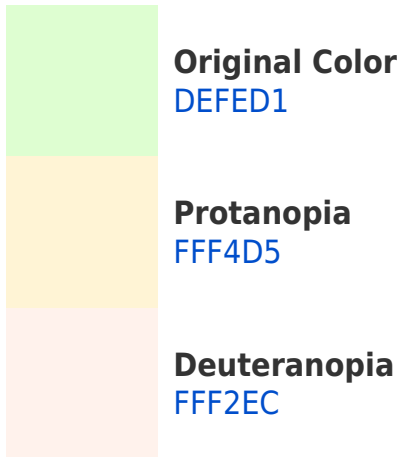 Original Color
DEFED1
Protanopia
FFF4D5
Deuteranopia
FFF2EC